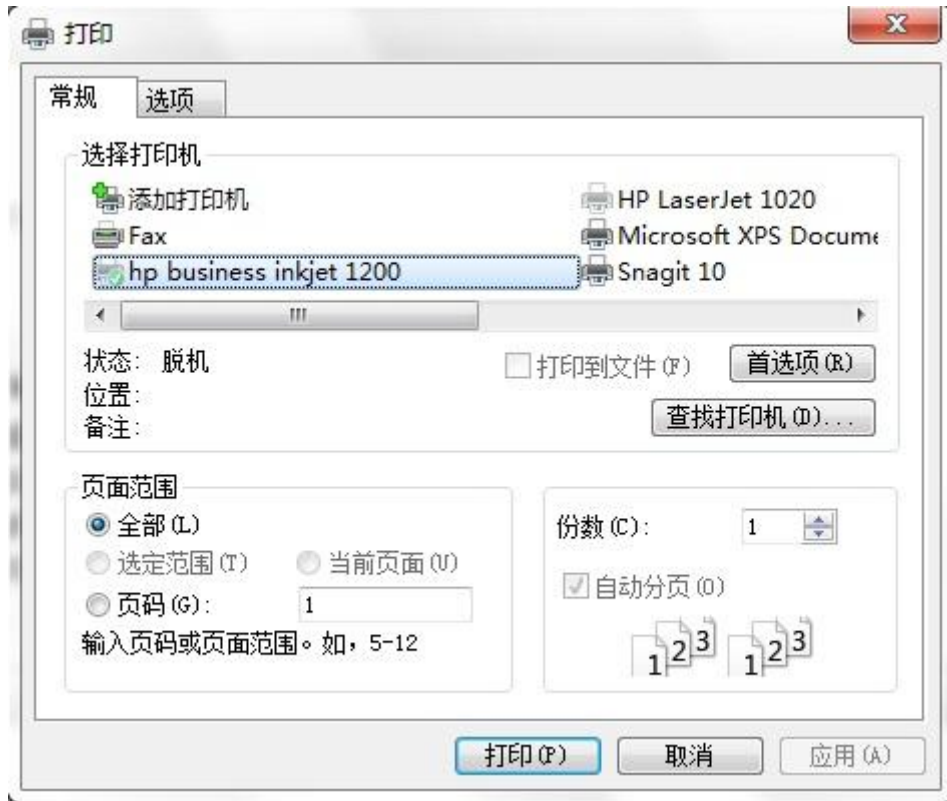 打印
常规
选项
选择打印机
添加打印机
HP LaserJet 1020
Fax
Microsoft XPS Docume
hp business inkjet 1200
Snagit 10
状态: 脱机
打印到文件(F)
首选项(R)
位置:
备注:
查找打印机(D)...
页面范围
全部(L)
选定范围(T)
当前页面(U)
页码(G):
1
输入页码或页面范围。如，5-12
份数(C):
1
自动分页(O)
1 2 3 1 2 3
打印(P)
取消
应用(A)